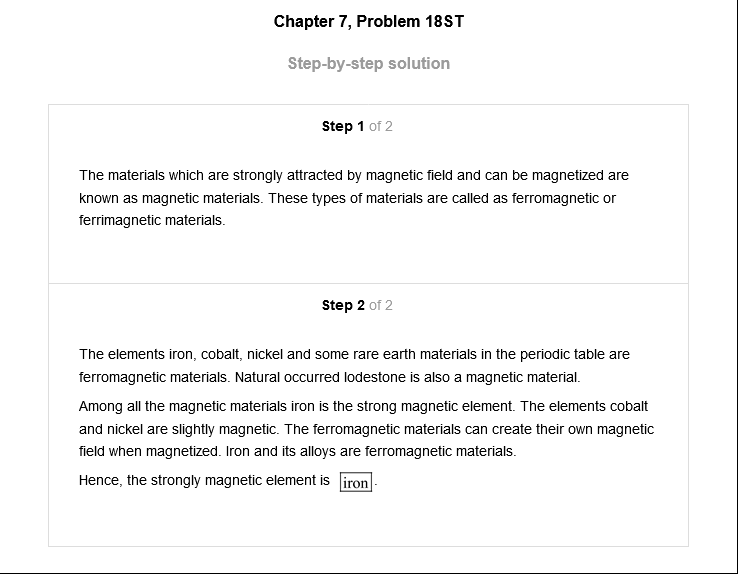 Chapter 7, Problem 18ST
Step-by-step solution
Step 1 of 2
The materials which are strongly attracted by magnetic field and can be magnetized are
known as magnetic materials. These types of materials are called as ferromagnetic or
ferrimagnetic materials.
Step 2 of 2
The elements iron, cobalt, nickel and some rare earth materials in the periodic table are
ferromagnetic materials. Natural occurred lodestone is also a magnetic material.
Among all the magnetic materials iron is the strong magnetic element. The elements cobalt
and nickel are slightly magnetic. The ferromagnetic materials can create their own magnetic
field when magnetized. Iron and its alloys are ferromagnetic materials.
Hence, the strongly magnetic element is iron.